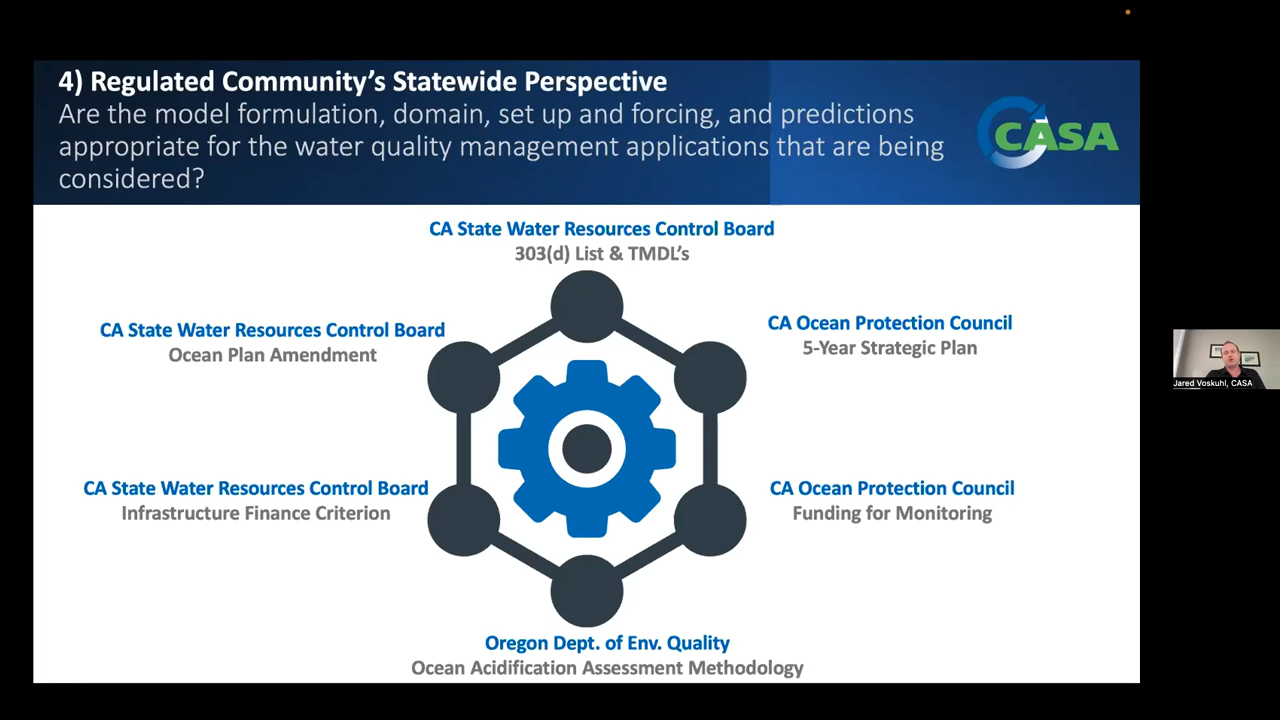 4) Regulated Community's Statewide Perspective
Are the model formulation, domain, set up and forcing, and predictions
appropriate for the water quality management applications that are being
considered?
CASA
CA State Water Resources Control Board
303(d) List & TMDL's
CA State Water Resources Control Board
Ocean Plan Amendment
CA Ocean Protection Council
5-Year Strategic Plan
CA State Water Resources Control Board
Infrastructure Finance Criterion
CA Ocean Protection Council
Funding for Monitoring
Oregon Dept. of Env. Quality
Ocean Acidification Assessment Methodology
Jared Voskuhl, CASA